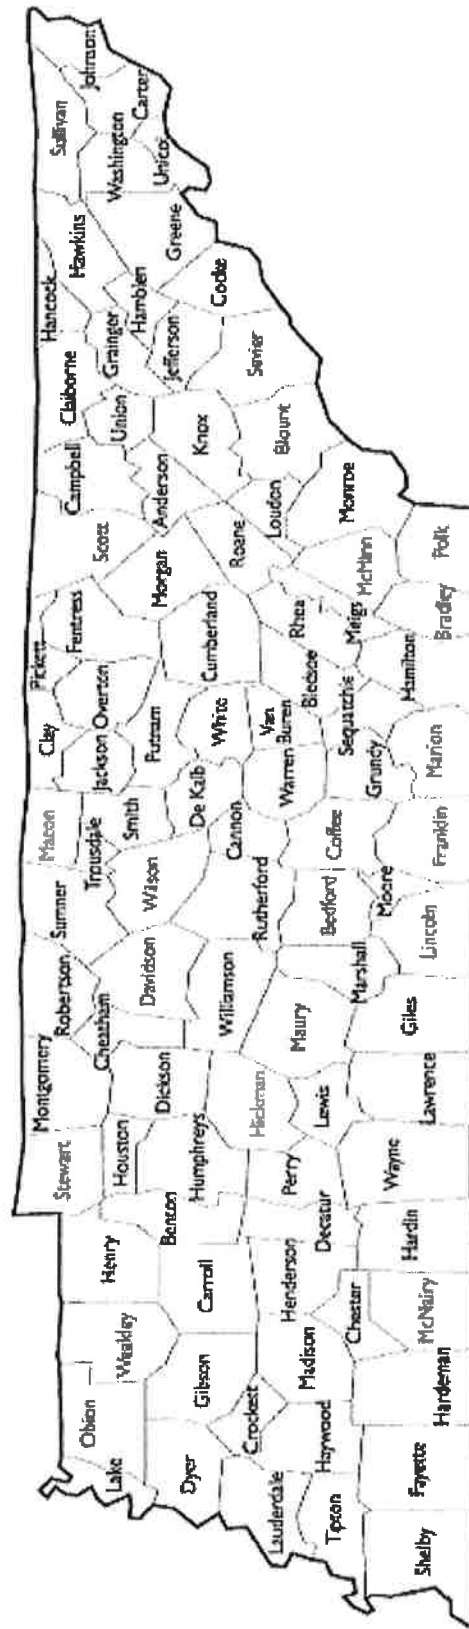 Lake
Obion
Weakley
Henry
Stewart
Montgomery
Roberson
Sumner
Macon
Clay
Pickett
Fentress
Scott
Campbell
Claiborne
Hancock
Hawkins
Sullivan
Johnson
Carter
Washington
Unicoi
Greene
Hamblen
Grainger
Union
Anderson
Morgan
Overton
Jackson
Trousdale
Smith
Putnam
Wilson
Davidson
Cheatham
Dickson
Houston
Humphreys
Benton
Carroll
Gibson
Dyer
Lauderdale
Crockett
Haywood
Madison
Henderson
Decatur
Perry
Hickman
Lewis
Maury
Williamson
Rutherford
Cannon
De Kalb
White
Cumberland
Roane
Loudon
Knox
Jefferson
Cocke
Sevier
Blount
Monroe
McMinn
Meigs
Rhea
Bledsoe
Van
Buren
Warren
Coffee
Bedford
Marshall
Moore
Grundy
Sequatchie
Hamilton
Bradley
Polk
Marion
Franklin
Lincoln
Giles
Lawrence
Wayne
Hardin
Chester
McNairy
Hardeman
Fayette
Tipton
Shelby